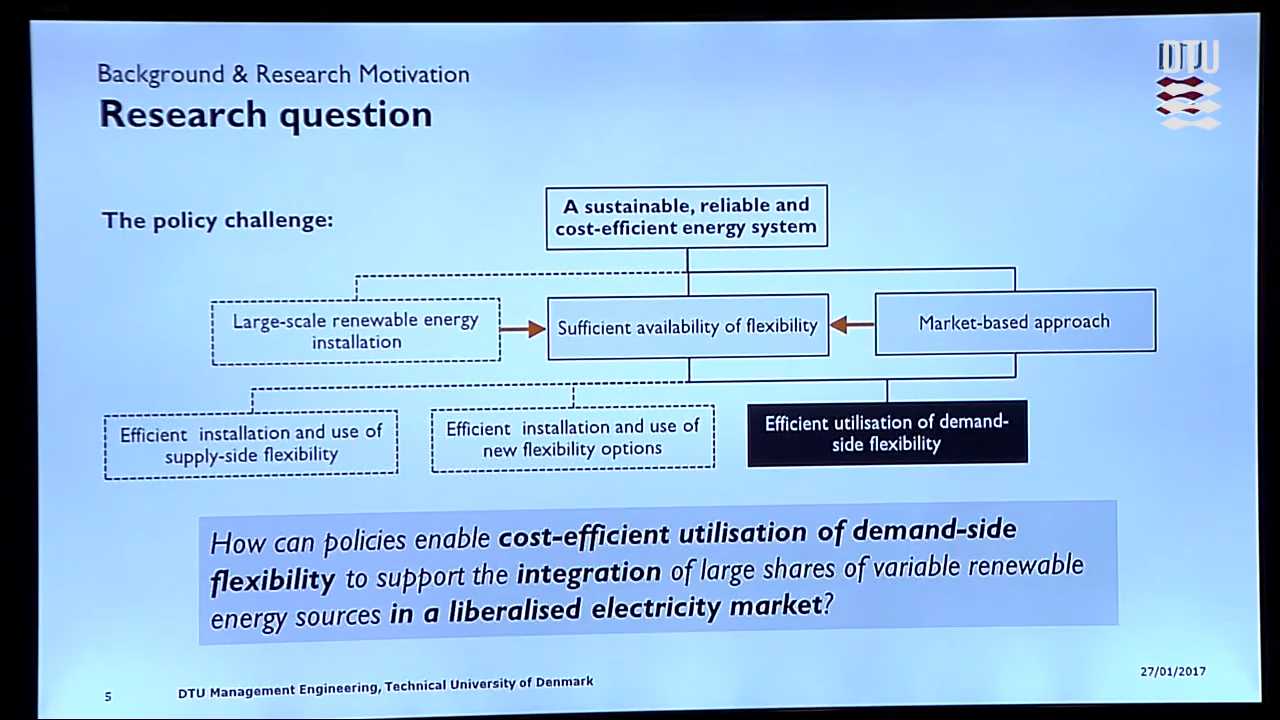 Background & Research Motivation
Research question
DTU
The policy challenge:
A sustainable, reliable and
cost-efficient energy system
Large-scale renewable energy
installation
Sufficient availability of flexibility
Market-based approach
Efficient installation and use of
supply-side flexibility
Efficient installation and use of
new flexibility options
Efficient utilisation of demand-
side flexibility
How can policies enable cost-efficient utilisation of demand-side
flexibility to support the integration of large shares of variable renewable
energy sources in a liberalised electricity market?
5
DTU Management Engineering, Technical University of Denmark
27/01/2017